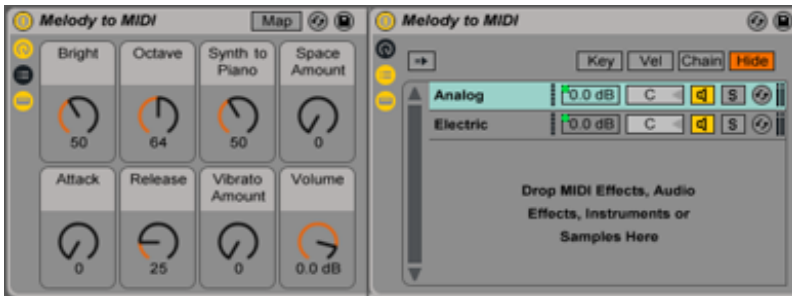 Melody to MIDI
Map
Bright
Octave
Synth to
Piano
Space
Amount
50
64
50
0
Attack
Release
Vibrato
Amount
Volume
0
25
0
0.0 dB
Melody to MIDI
Key
Vel
Chain
Hide
Analog
0.0 dB
C
S
Electric
0.0 dB
C
S
Drop MIDI Effects, Audio
Effects, Instruments or
Samples Here